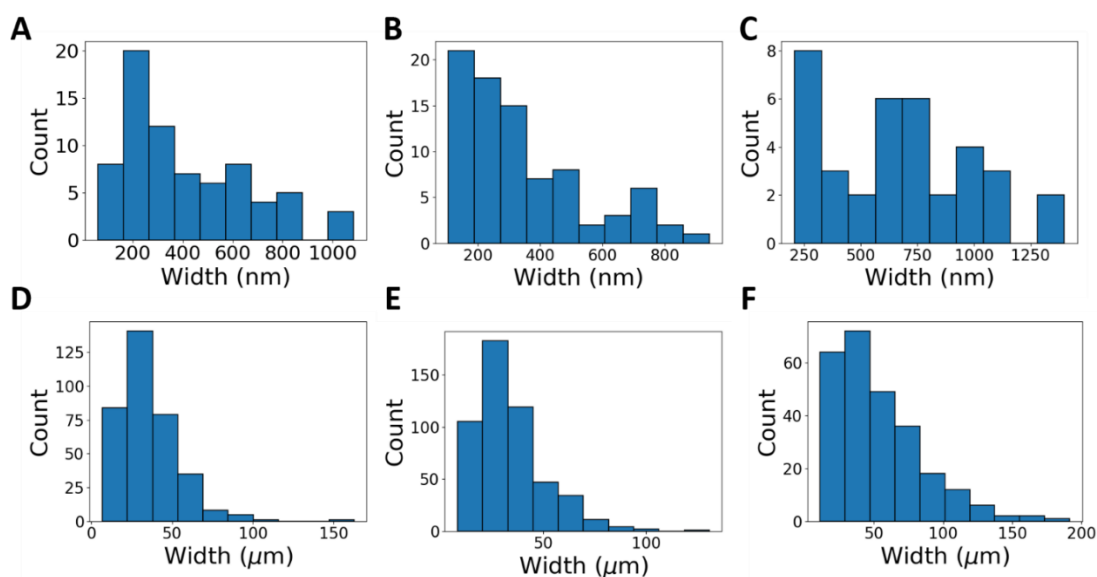 A
20
15
10
5
0
Count
200 400 600 800 1000
Width (nm)
B
20
15
10
5
0
Count
200 400 600 800
Width (nm)
C
8
6
4
2
0
Count
250 500 750 1000 1250
Width (nm)
D
125
100
75
50
25
0
Count
0 50 100 150
Width (μm)
E
150
100
50
0
Count
50 100
Width (μm)
F
60
40
20
0
Count
50 100 150 200
Width (μm)